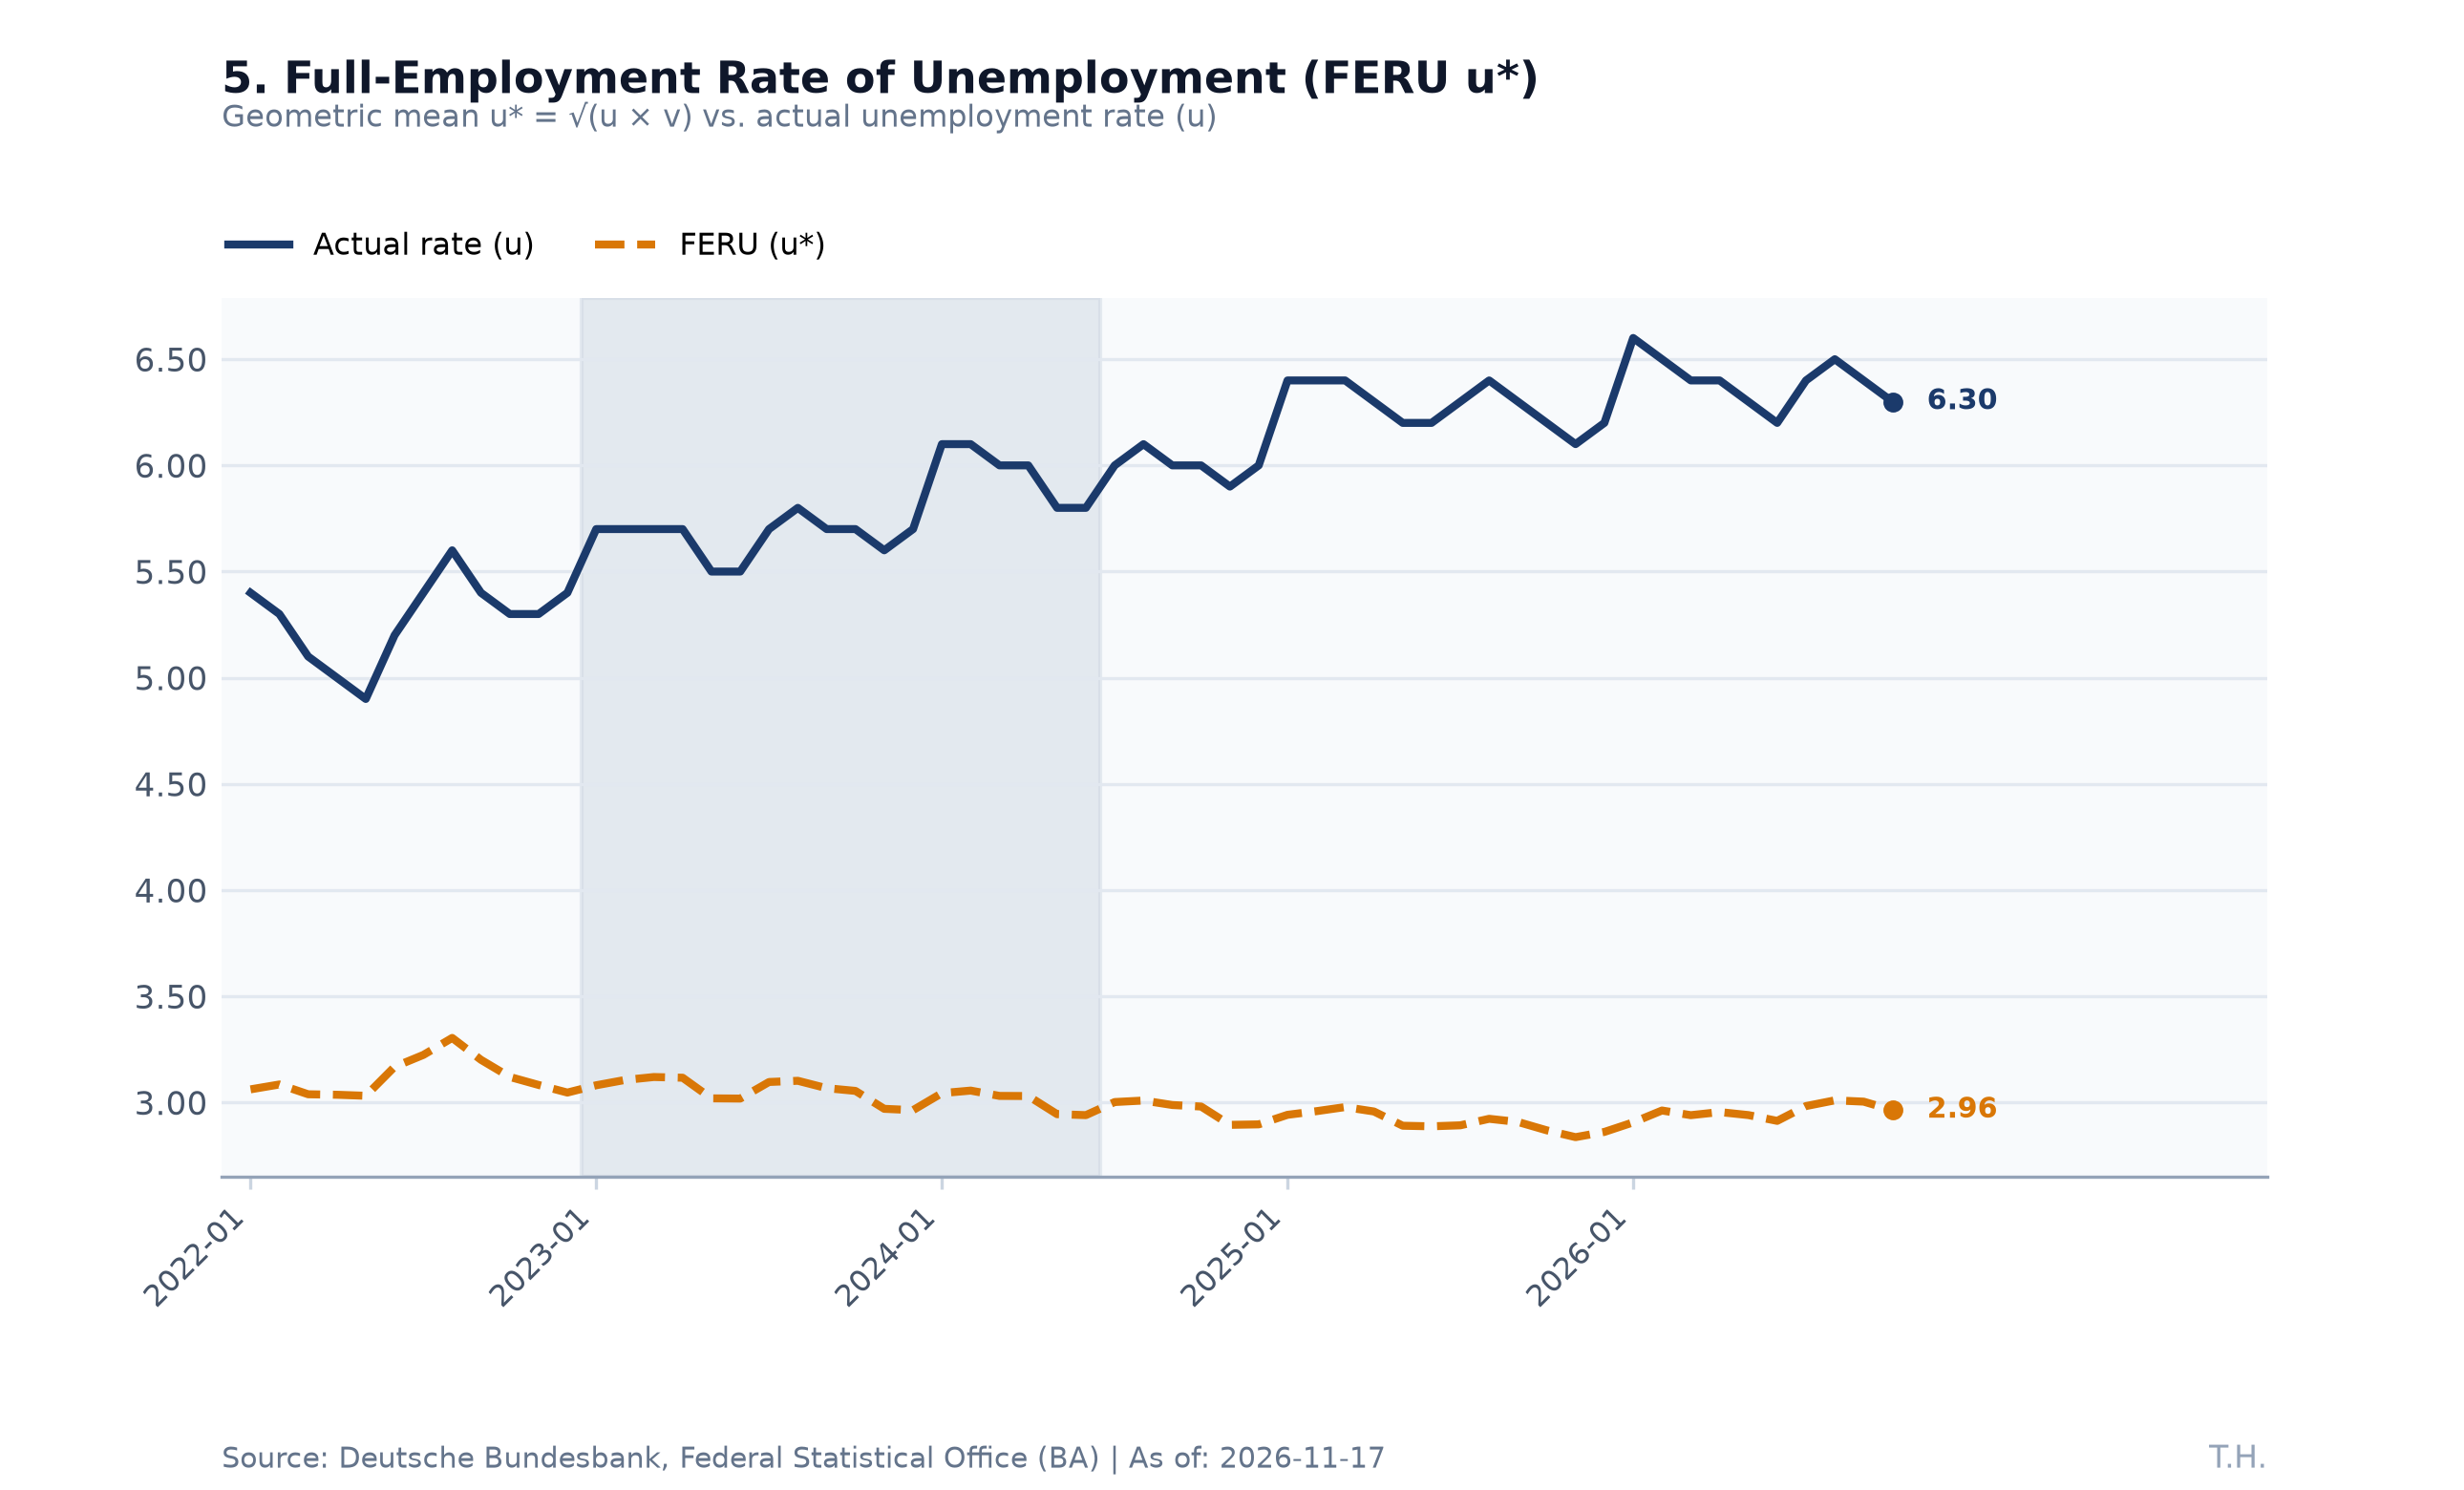 5. Full-Employment Rate of Unemployment (FERU u*)
Geometric mean u* = √(u × v) vs. actual unemployment rate (u)
Actual rate (u)
FERU (u*)
6.50
6.00
5.50
5.00
4.50
4.00
3.50
3.00
6.30
2.96
2022-01
2023-01
2024-01
2025-01
2026-01
Source: Deutsche Bundesbank, Federal Statistical Office (BA) | As of: 2026-11-17
T.H.